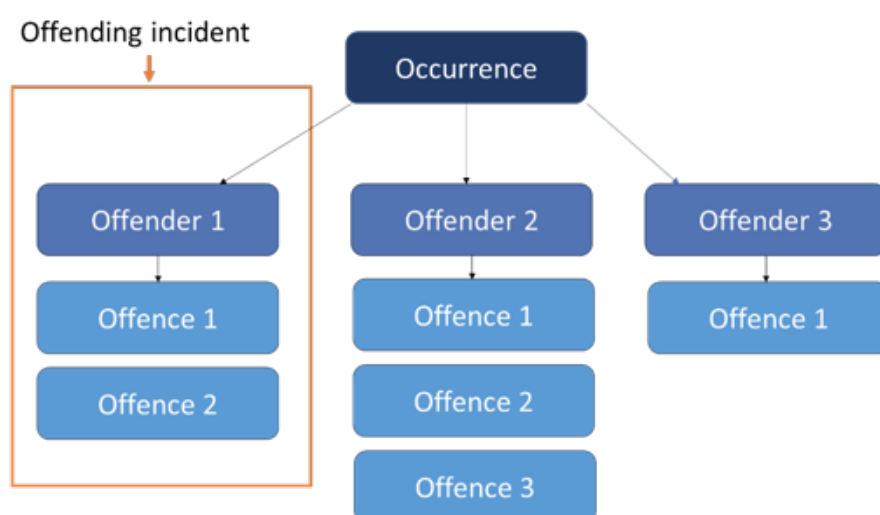 Offending incident
Occurrence
Offender 1
Offender 2
Offender 3
Offence 1
Offence 1
Offence 1
Offence 2
Offence 2
Offence 3